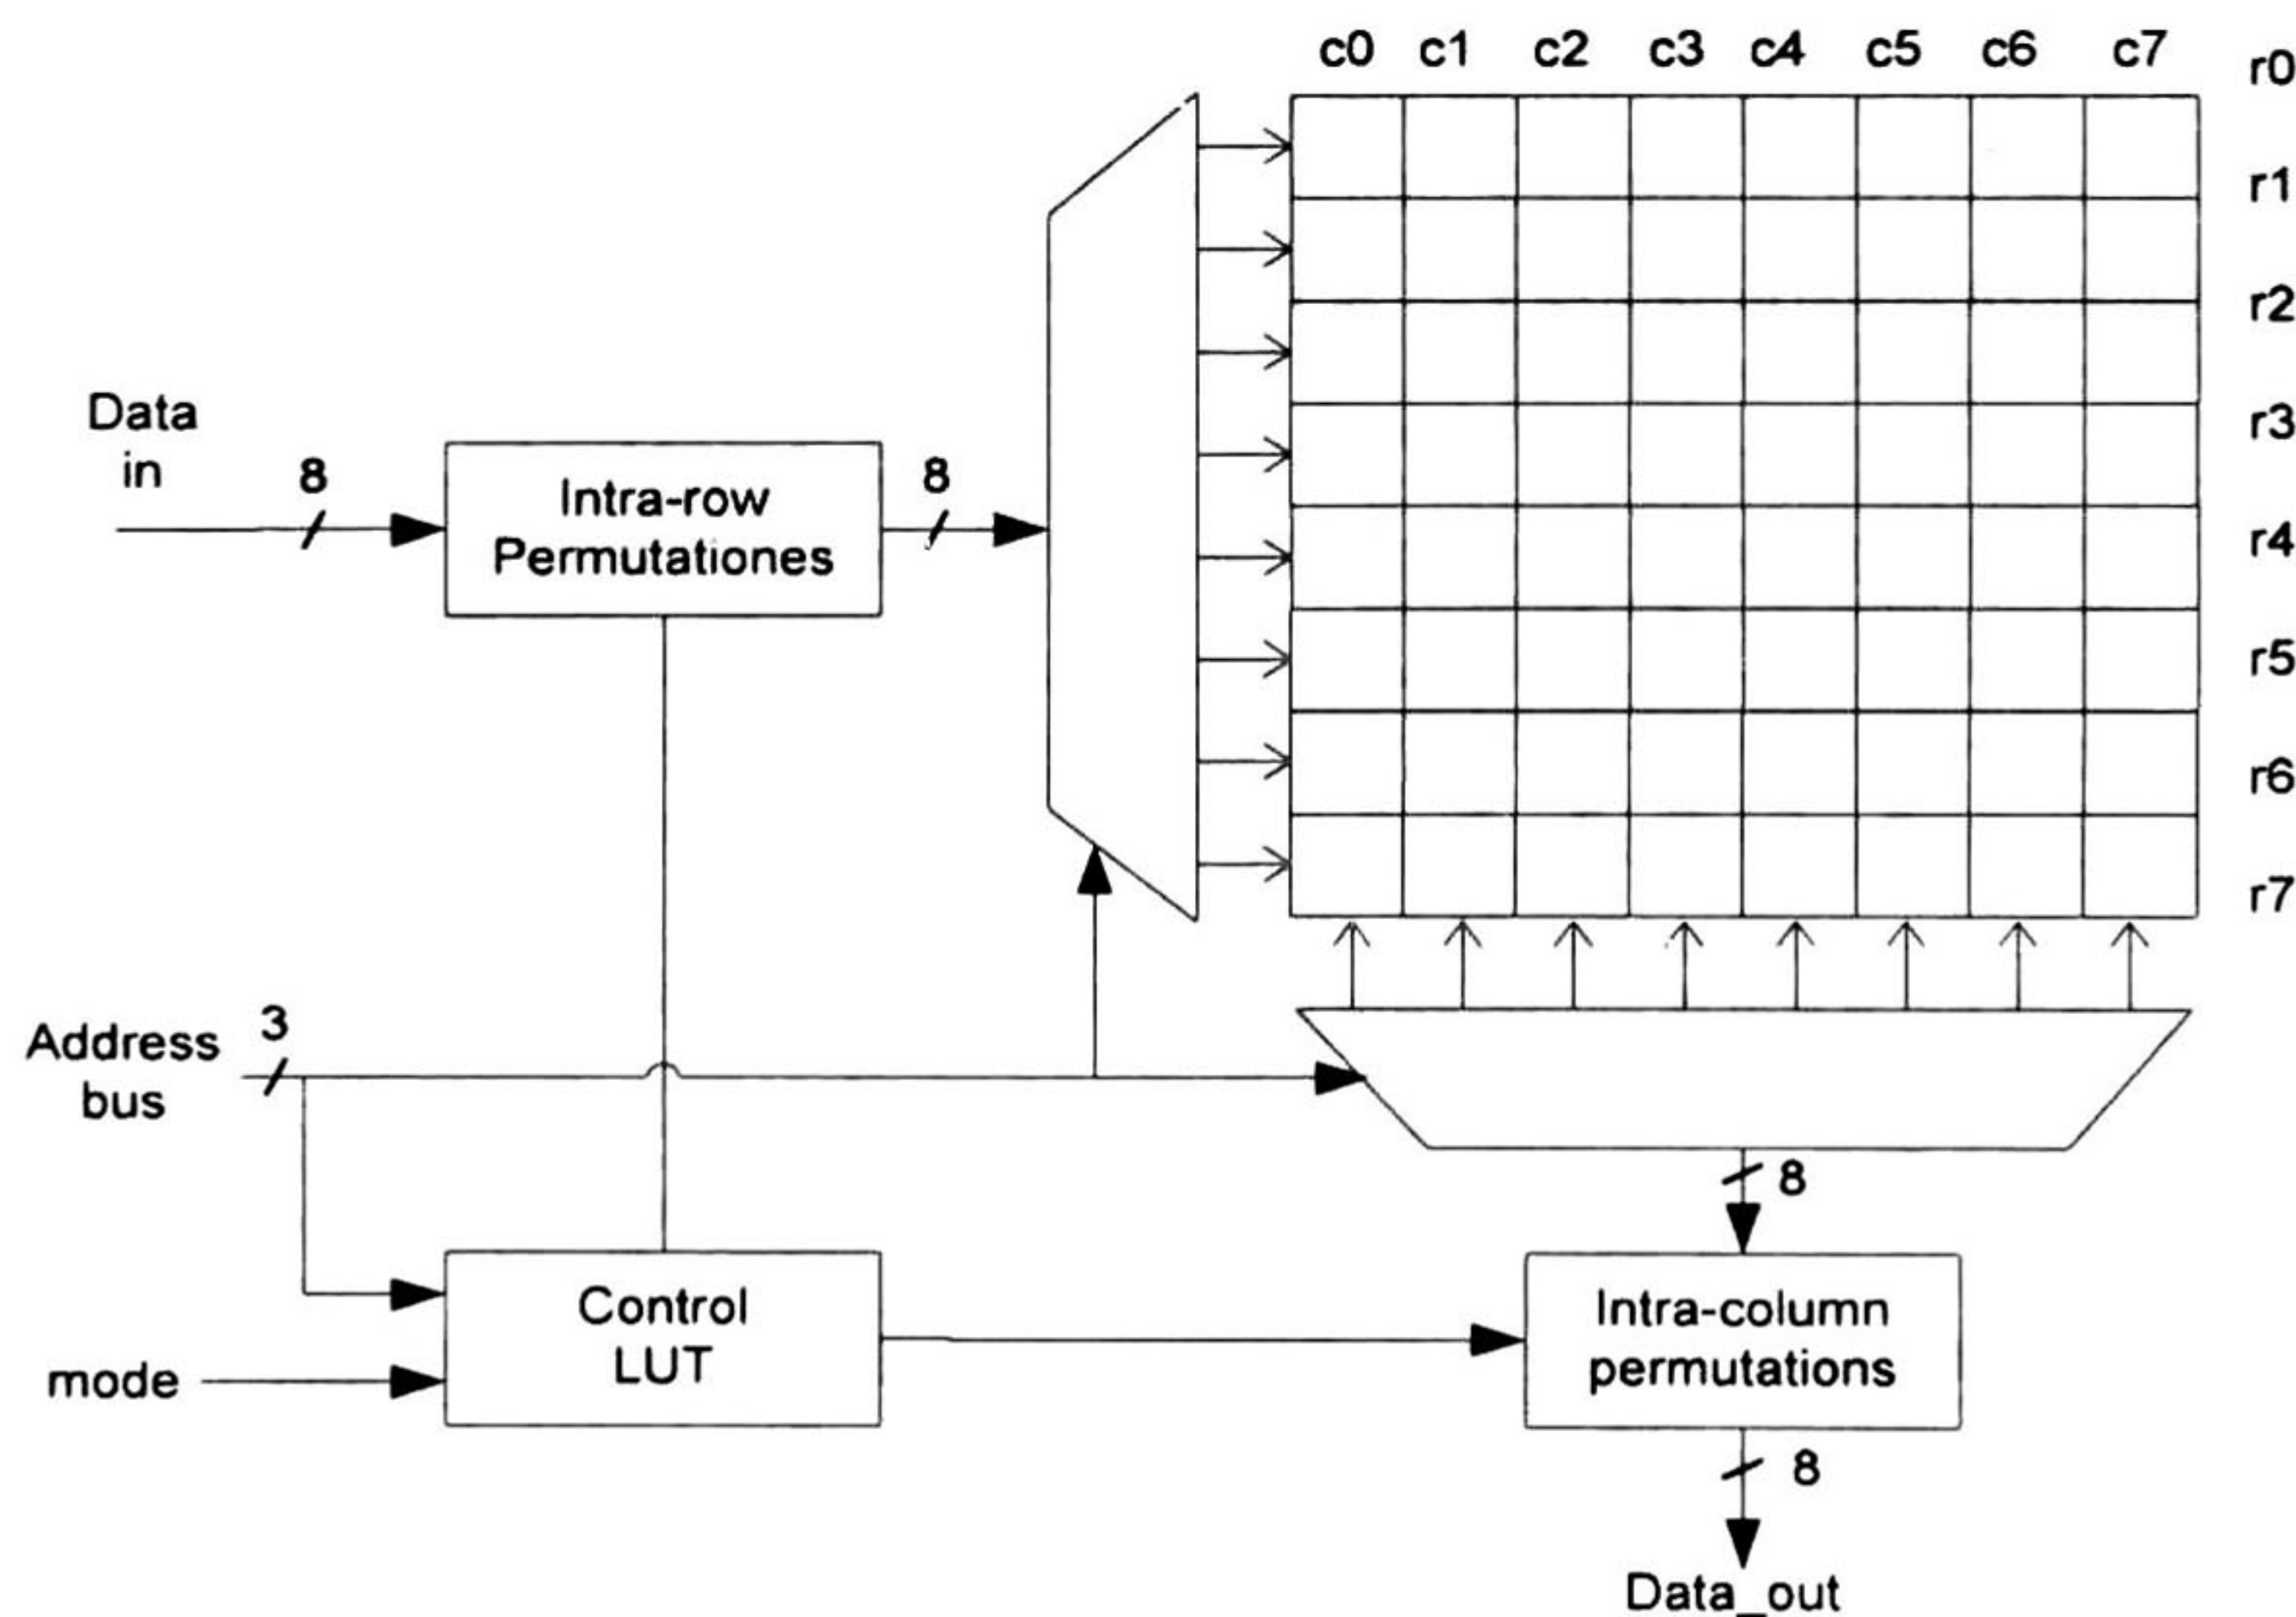 c0 c1 c2 c3 c4 c5 c6 c7
r0
r1
r2
r3
r4
r5
r6
r7
Data
in
8
Intra-row
Permutationes
8
Address
bus
3
mode
Control
LUT
8
Intra-column
permutations
8
Data_out